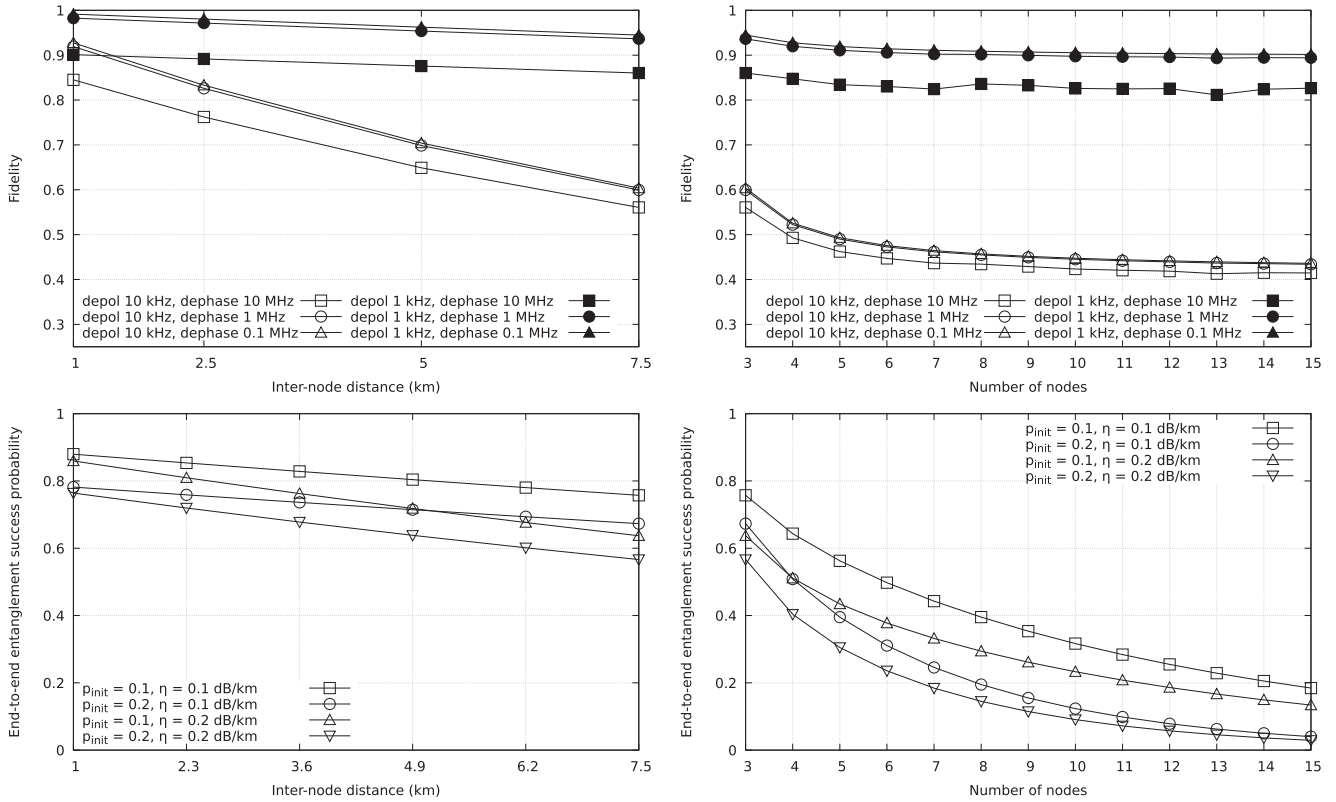 1
0.9
0.8
0.7
0.6
0.5
0.4
0.3
Fidelity
depol 10 kHz, dephase 10 MHz
depol 10 kHz, dephase 1 MHz
depol 10 kHz, dephase 0.1 MHz
depol 1 kHz, dephase 10 MHz
depol 1 kHz, dephase 1 MHz
depol 1 kHz, dephase 0.1 MHz
1 2.5 5 7.5
Inter-node distance (km)
1
0.9
0.8
0.7
0.6
0.5
0.4
0.3
Fidelity
depol 10 kHz, dephase 10 MHz
depol 10 kHz, dephase 1 MHz
depol 10 kHz, dephase 0.1 MHz
depol 1 kHz, dephase 10 MHz
depol 1 kHz, dephase 1 MHz
depol 1 kHz, dephase 0.1 MHz
3 4 5 6 7 8 9 10 11 12 13 14 15
Number of nodes
1
0.8
0.6
0.4
0.2
0
End-to-end entanglement success probability
p_init = 0.1, η = 0.1 dB/km
p_init = 0.2, η = 0.1 dB/km
p_init = 0.1, η = 0.2 dB/km
p_init = 0.2, η = 0.2 dB/km
1 2.3 3.6 4.9 6.2 7.5
Inter-node distance (km)
1
0.8
0.6
0.4
0.2
0
End-to-end entanglement success probability
p_init = 0.1, η = 0.1 dB/km
p_init = 0.2, η = 0.1 dB/km
p_init = 0.1, η = 0.2 dB/km
p_init = 0.2, η = 0.2 dB/km
3 4 5 6 7 8 9 10 11 12 13 14 15
Number of nodes